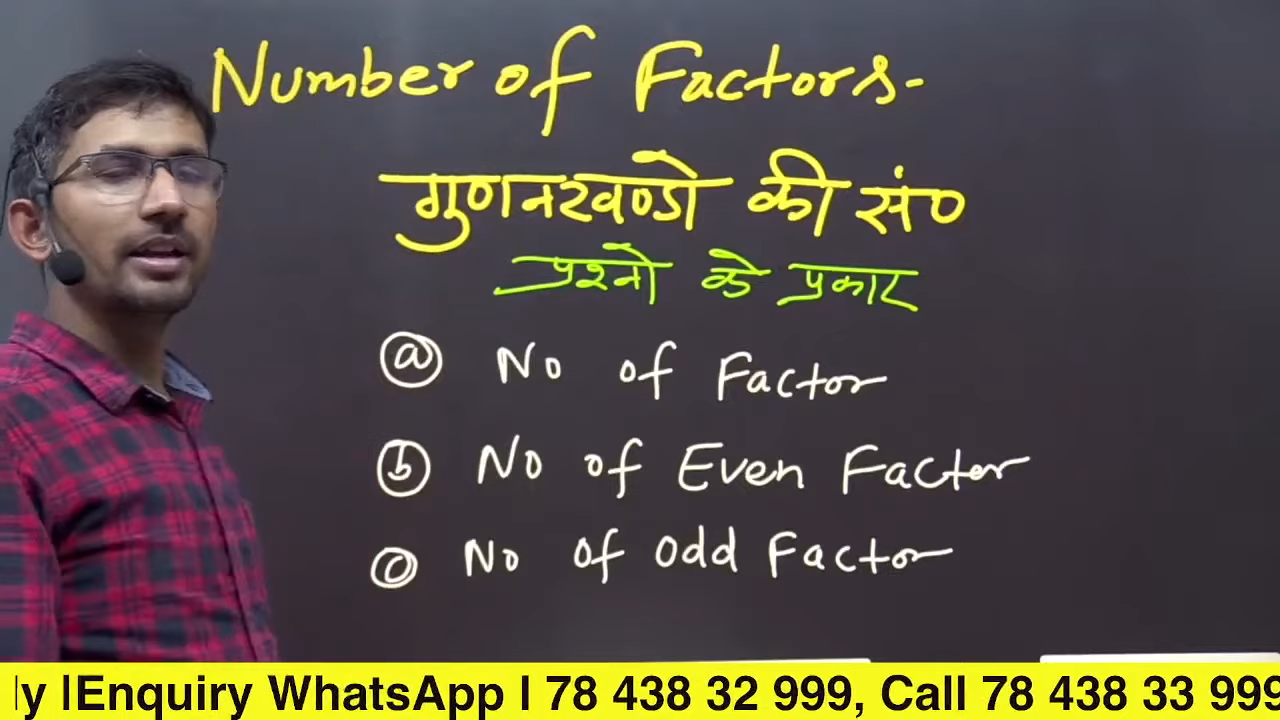 Number of Factors-
गुणनखण्डो की सं०
प्रश्नो के प्रकार
ⓐ No of Factor
ⓑ No of Even Factor
ⓒ No of odd Factor
ly |Enquiry WhatsApp | 78 438 32 999, Call 78 438 33 999